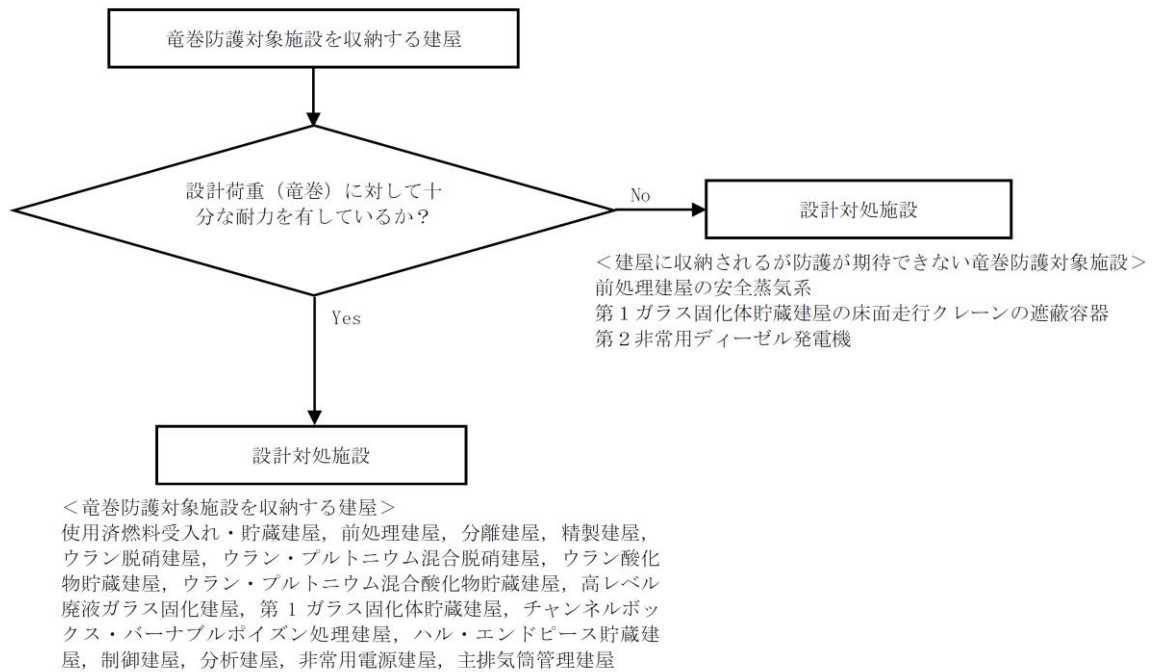 竜巻防護対象施設を収納する建屋
設計荷重（竜巻）に対して十
分な耐力を有しているか？
No
設計対処施設
＜建屋に収納されるが防護が期待できない竜巻防護対象施設＞
前処理建屋の安全蒸気系
第１ガラス固化体貯蔵建屋の床面走行クレーンの遮蔽容器
第２非常用ディーゼル発電機
Yes
設計対処施設
＜竜巻防護対象施設を収納する建屋＞
使用済燃料受入れ・貯蔵建屋，前処理建屋，分離建屋，精製建屋，
ウラン脱硝建屋，ウラン・プルトニウム混合脱硝建屋，ウラン酸化
物貯蔵建屋，ウラン・プルトニウム混合酸化物貯蔵建屋，高レベル
廃液ガラス固化建屋，第 1 ガラス固化体貯蔵建屋，チャンネルボッ
クス・バーナブルポイズン処理建屋，ハル・エンドピース貯蔵建
屋，制御建屋，分析建屋，非常用電源建屋，主排気筒管理建屋